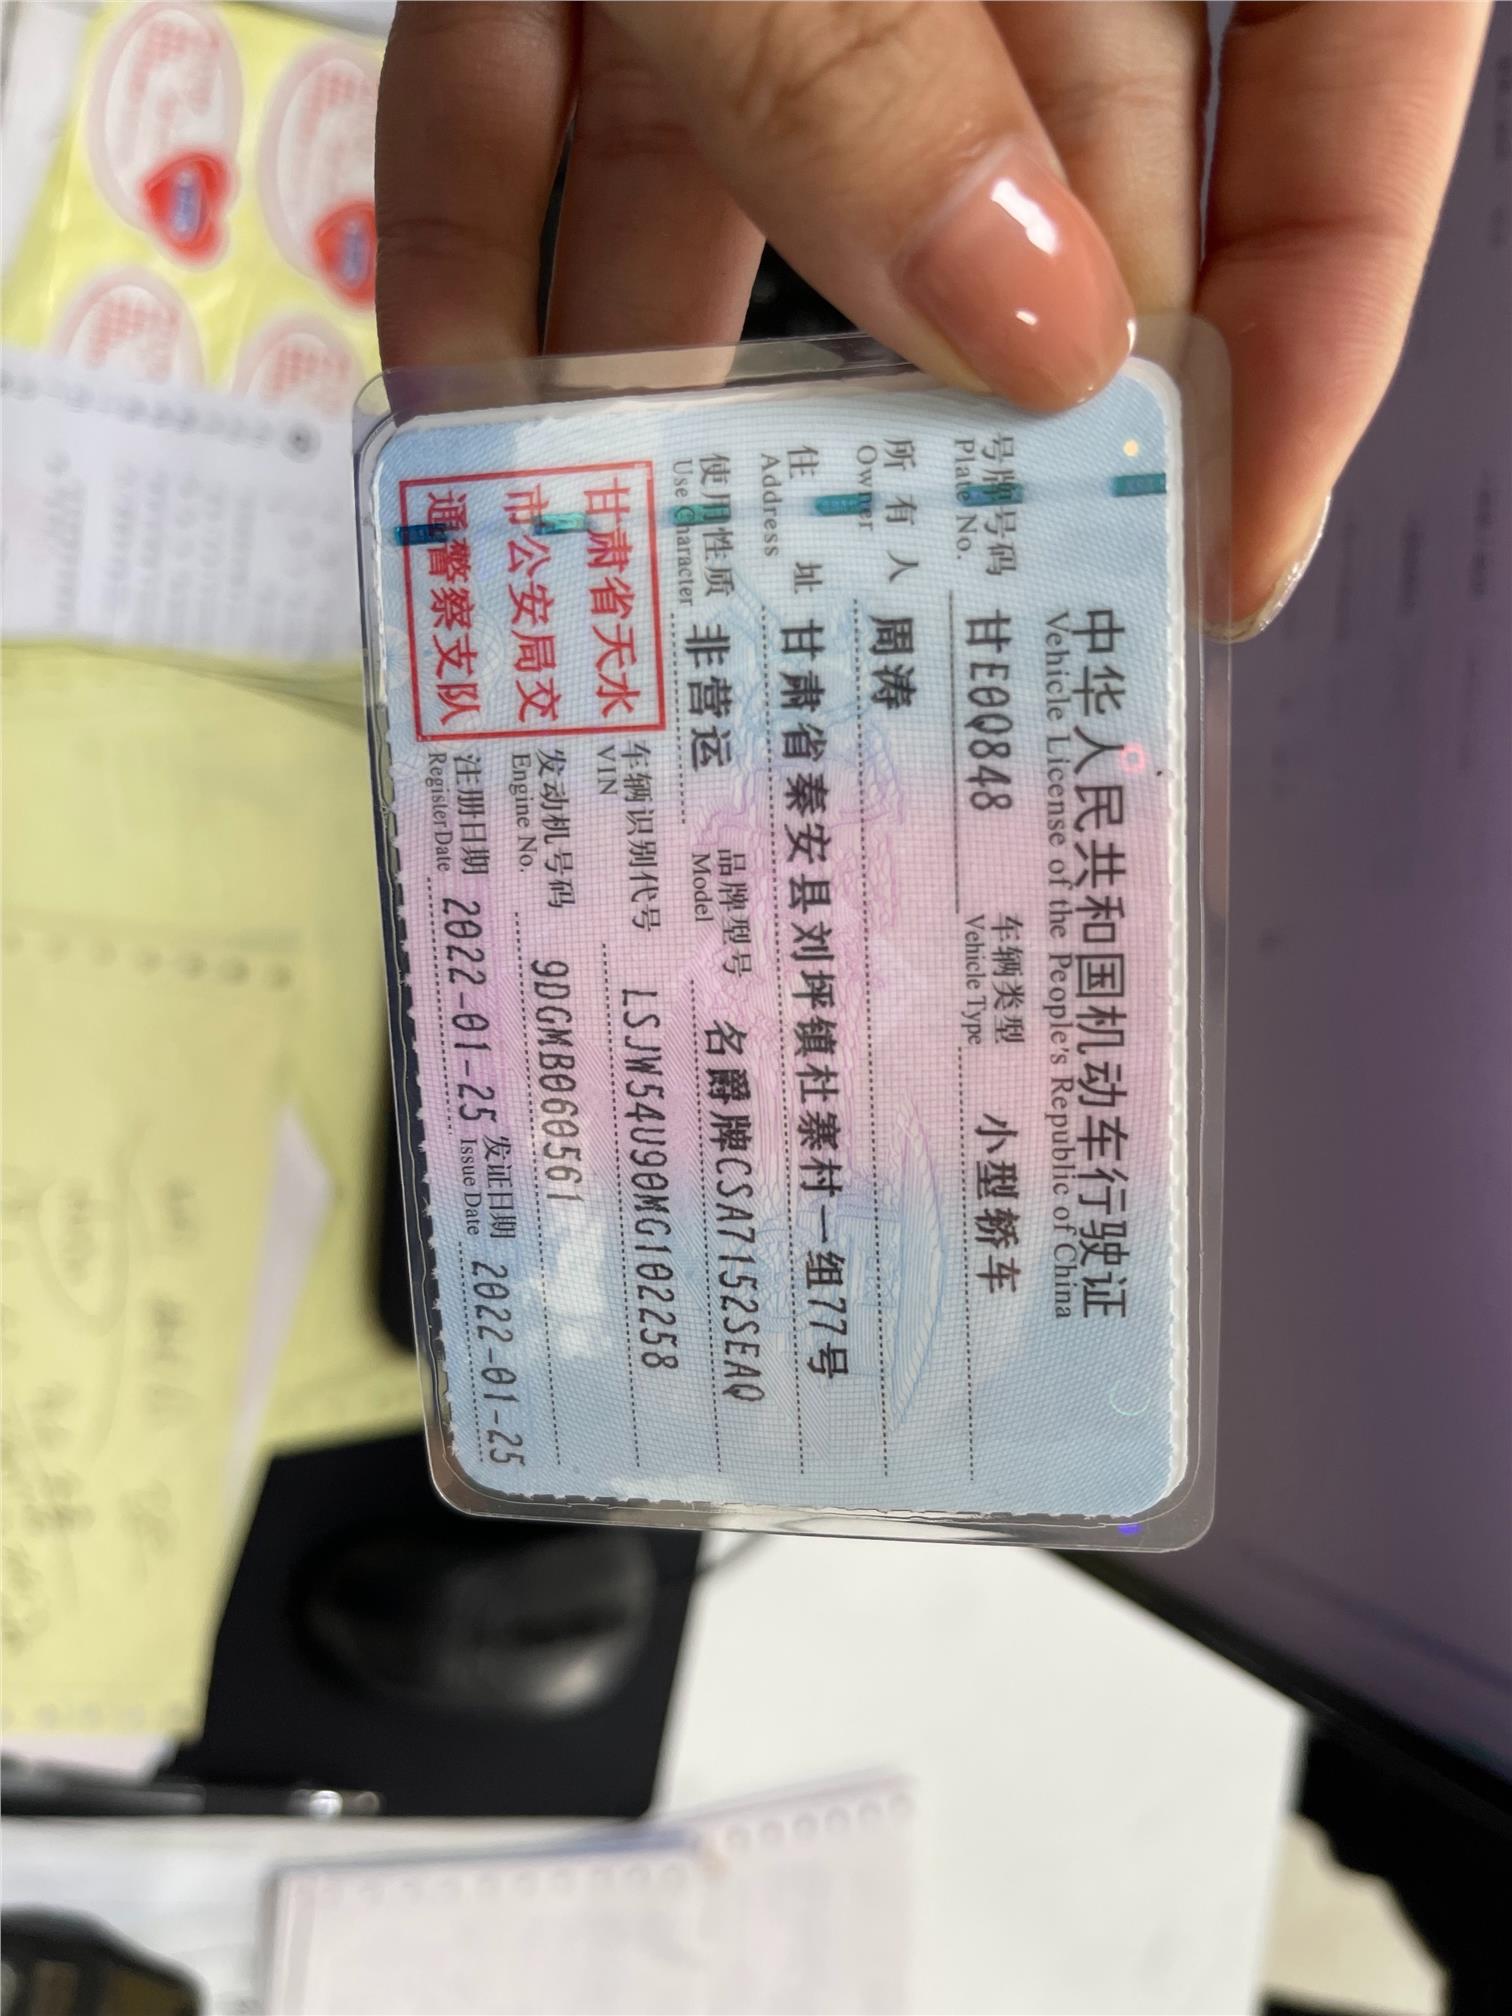 中华人民共和国机动车行驶证
Vehicle License of the People's Republic of China
号牌号码 甘E0Q848 车辆类型 小型轿车
Plate No. Vehicle Type
所有人 周涛
Owner
住址 甘肃省秦安县刘坪镇杜寨村一组77号
Address
使用性质 非营运 品牌型号 名爵牌CSA7152SEAQ
Use Character Model
甘肃省天水
市公安局交
通警察支队
车辆识别代号 LSJW54U90MG102258
VIN
发动机号码 9DGMB060561
Engine No.
注册日期 2022-01-25 发证日期 2022-01-25
Register Date Issue Date